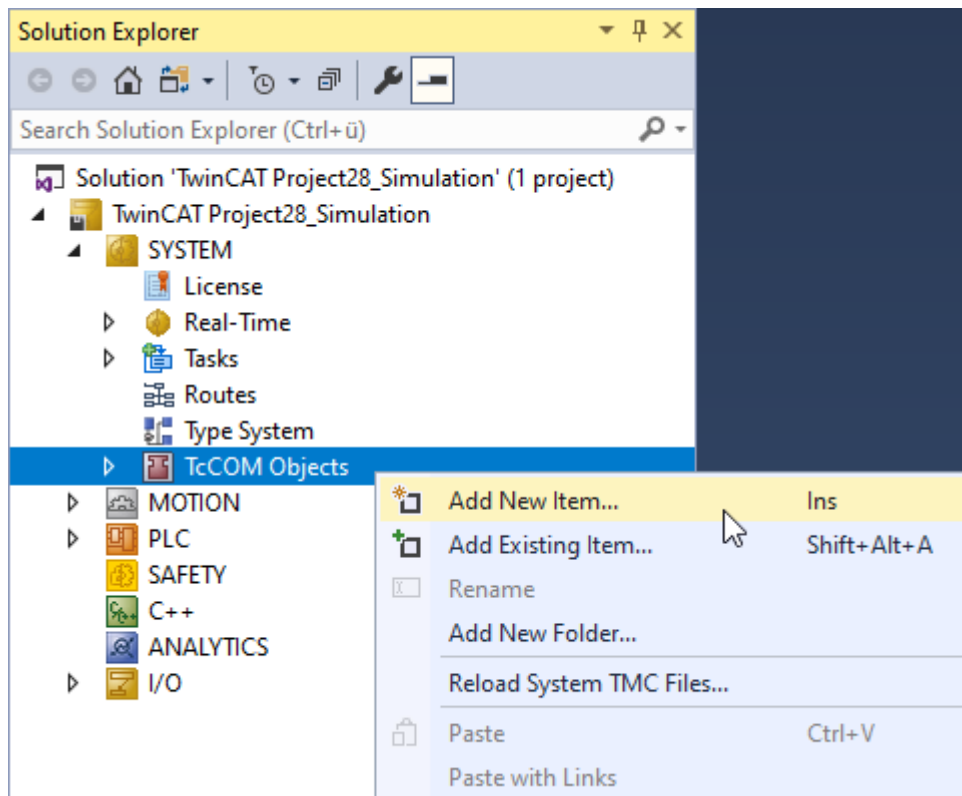 Solution Explorer
Search Solution Explorer (Ctrl+ü)
Solution 'TwinCAT Project28_Simulation' (1 project)
TwinCAT Project28_Simulation
SYSTEM
License
Real-Time
Tasks
Routes
Type System
TcCOM Objects
MOTION
PLC
SAFETY
C++
ANALYTICS
I/O
Add New Item... Ins
Add Existing Item... Shift+Alt+A
Rename
Add New Folder...
Reload System TMC Files...
Paste Ctrl+V
Paste with Links